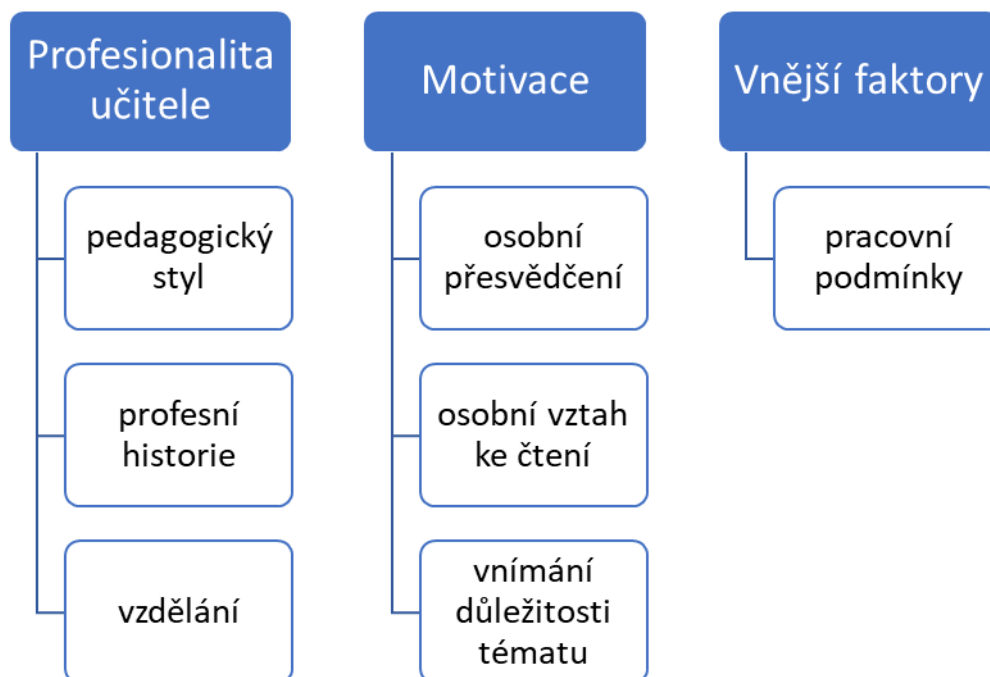 Profesionalita
učitele
pedagogický
styl
profesní
historie
vzdělání
Motivace
osobní
přesvědčení
osobní vztah
ke čtení
vnímání
důležitosti
tématu
Vnější faktory
pracovní
podmínky